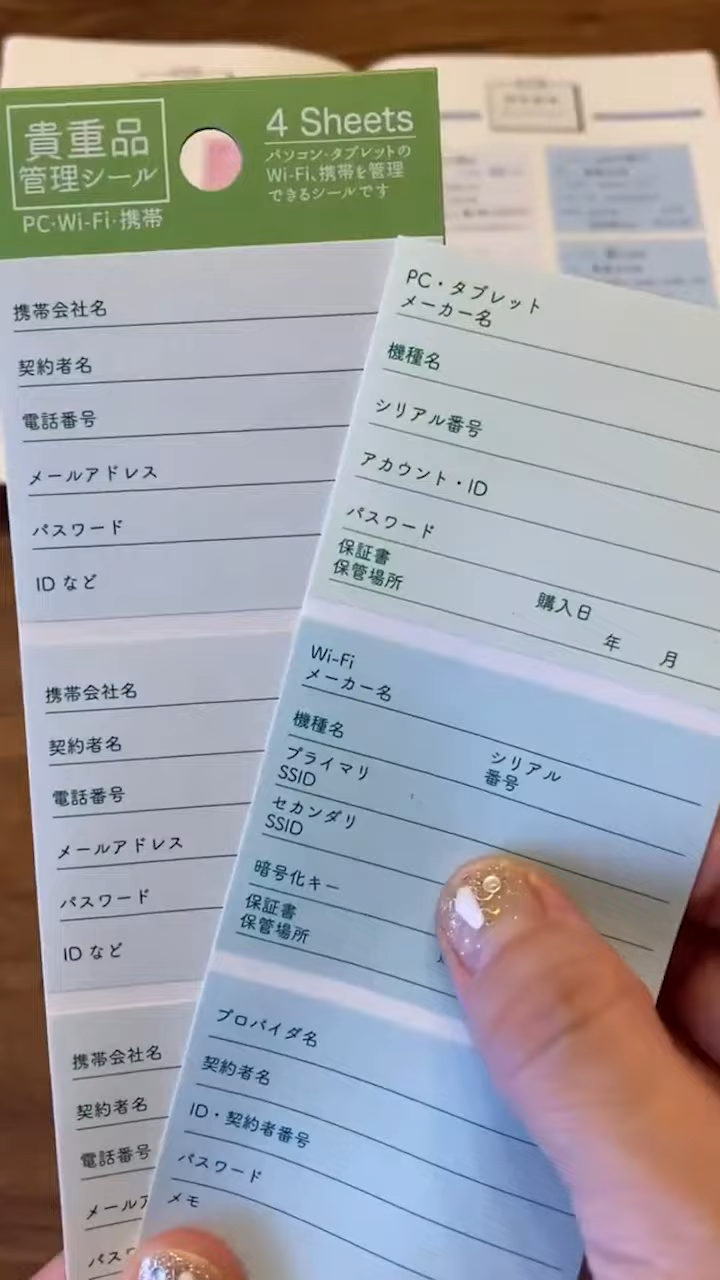 貴重品
管理シール
PC・Wi-Fi・携帯
4 Sheets
パソコン・タブレットの
Wi-Fi、携帯を管理
できるシールです
携帯会社名
契約者名
電話番号
メールアドレス
パスワード
IDなど
携帯会社名
契約者名
電話番号
メールアドレス
パスワード
IDなど
携帯会社名
契約者名
電話番号
メールア
パスワ
PC・タブレット
メーカー名
機種名
シリアル番号
アカウント・ID
パスワード
保証書
保管場所
購入日
年 月
Wi-Fi
メーカー名
機種名
シリアル
番号
プライマリ
SSID
セカンダリ
SSID
暗号化キー
保証書
保管場所
プロバイダ名
契約者名
ID・契約者番号
パスワード
メモ